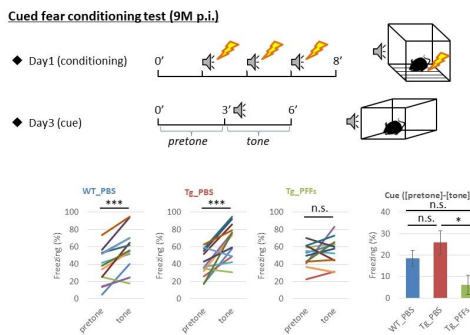 Cued fear conditioning test (9M p.i.)
Day1 (conditioning)
0’ 8’
Day3 (cue)
0’ 3’ 6’
pretone tone
WT_PBS
***
Freezing (%)
100
80
60
40
20
0
pretone
tone
Tg_PBS
***
Freezing (%)
100
80
60
40
20
0
pretone
tone
Tg_PFFs
n.s.
Freezing (%)
100
80
60
40
20
0
pretone
tone
Cue ([pretone]-[tone]
n.s.
n.s. *
Freezing (%)
40
30
20
10
0
WT_PBS
Tg_PBS
Tg_PFFs